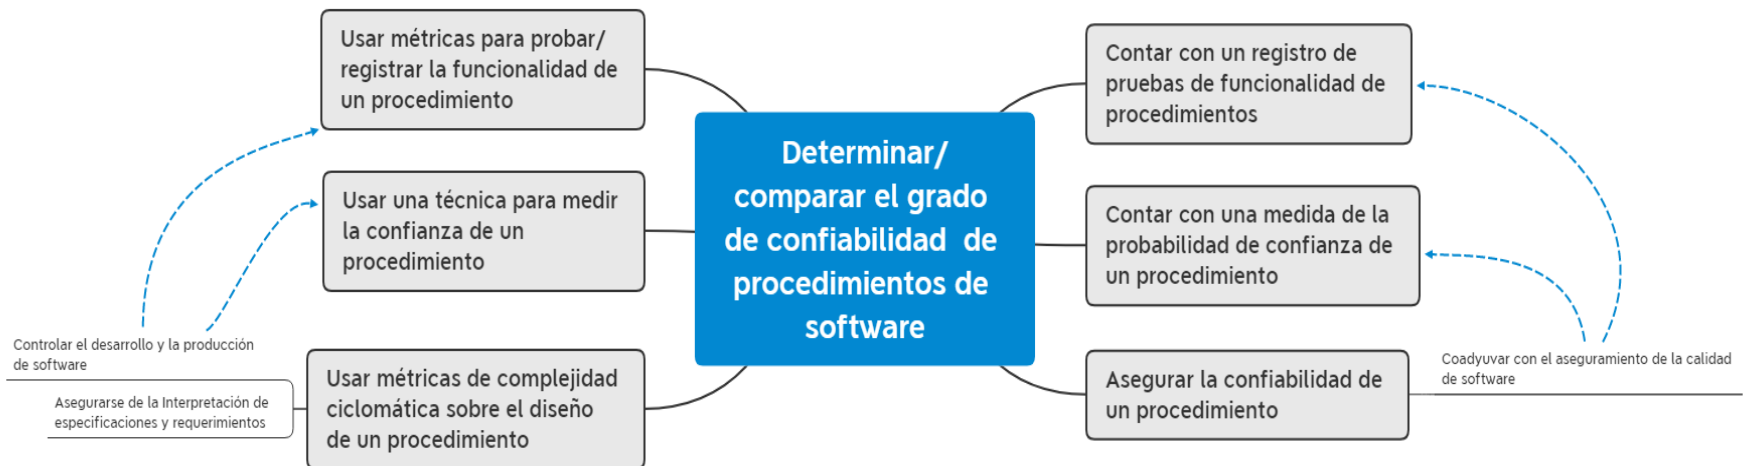 Usar métricas para probar/
registrar la funcionalidad de
un procedimiento
Usar una técnica para medir
la confianza de un
procedimiento
Controlar el desarrollo y la producción
de software
Asegurarse de la Interpretación de
especificaciones y requerimientos
Usar métricas de complejidad
ciclomática sobre el diseño
de un procedimiento
Determinar/
comparar el grado
de confiabilidad de
procedimientos de
software
Contar con un registro de
pruebas de funcionalidad de
procedimientos
Contar con una medida de la
probabilidad de confianza de
un procedimiento
Asegurar la confiabilidad de
un procedimiento
Coadyuvar con el aseguramiento de la calidad
de software